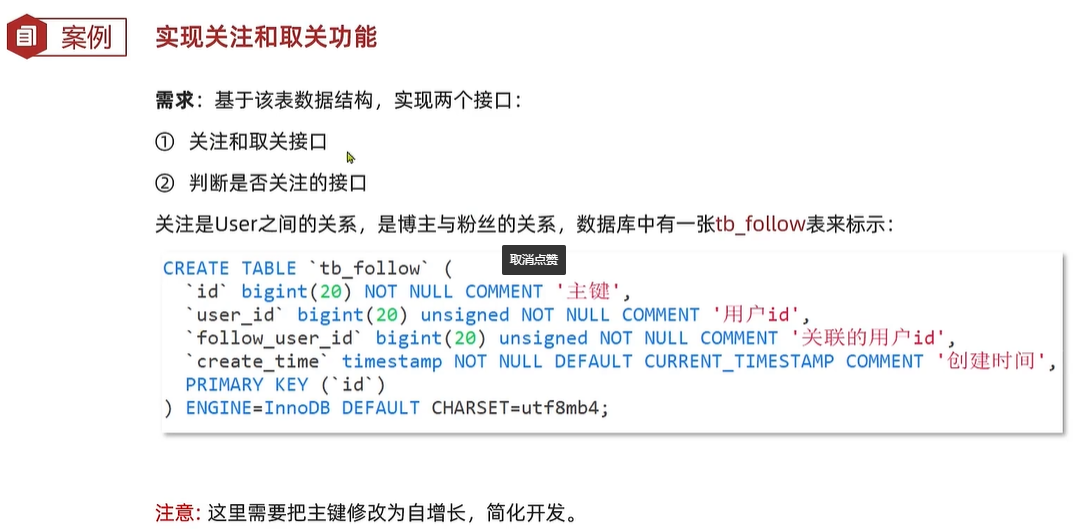 案例 实现关注和取关功能
需求：基于该表数据结构，实现两个接口：
① 关注和取关接口
② 判断是否关注的接口
关注是User之间的关系，是博主与粉丝的关系，数据库中有一张tb_follow表来标示：
取消点赞
CREATE TABLE `tb_follow` (
`id` bigint(20) NOT NULL COMMENT '主键',
`user_id` bigint(20) unsigned NOT NULL COMMENT '用户id',
`follow_user_id` bigint(20) unsigned NOT NULL COMMENT '关联的用户id',
`create_time` timestamp NOT NULL DEFAULT CURRENT_TIMESTAMP COMMENT '创建时间',
PRIMARY KEY (`id`)
) ENGINE=InnoDB DEFAULT CHARSET=utf8mb4;
注意: 这里需要把主键修改为自增长，简化开发。